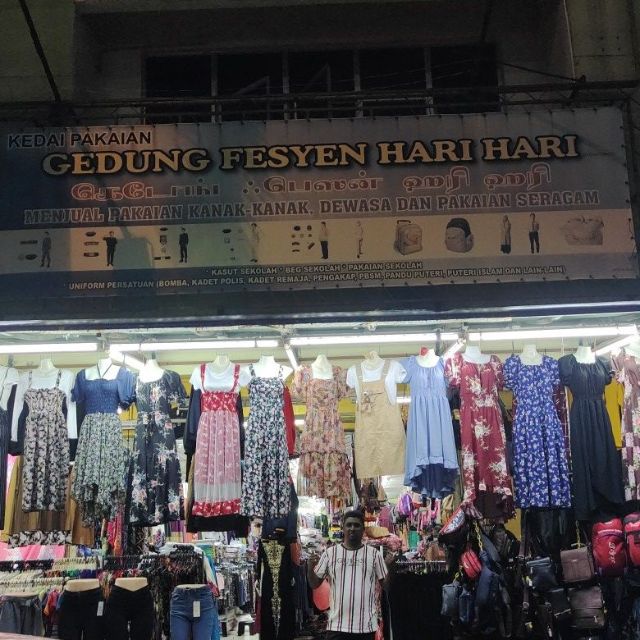 KEDAI PAKAIAN
GEDUNG FESYEN HARI HARI
கெடோங் ஃபெஸன் ஹரி ஹரி
MENJUAL PAKAIAN KANAK-KANAK, DEWASA DAN PAKAIAN SERAGAM
* KASUT SEKOLAH * BEG SEKOLAH * PAKAIAN SEKOLAH
* UNIFORM PERSATUAN (BOMBA, KADET POLIS, KADET REMAJA, PENGAKAP, PBSM, PANDU PUTERI, PUTERI ISLAM DAN LAIN-LAIN